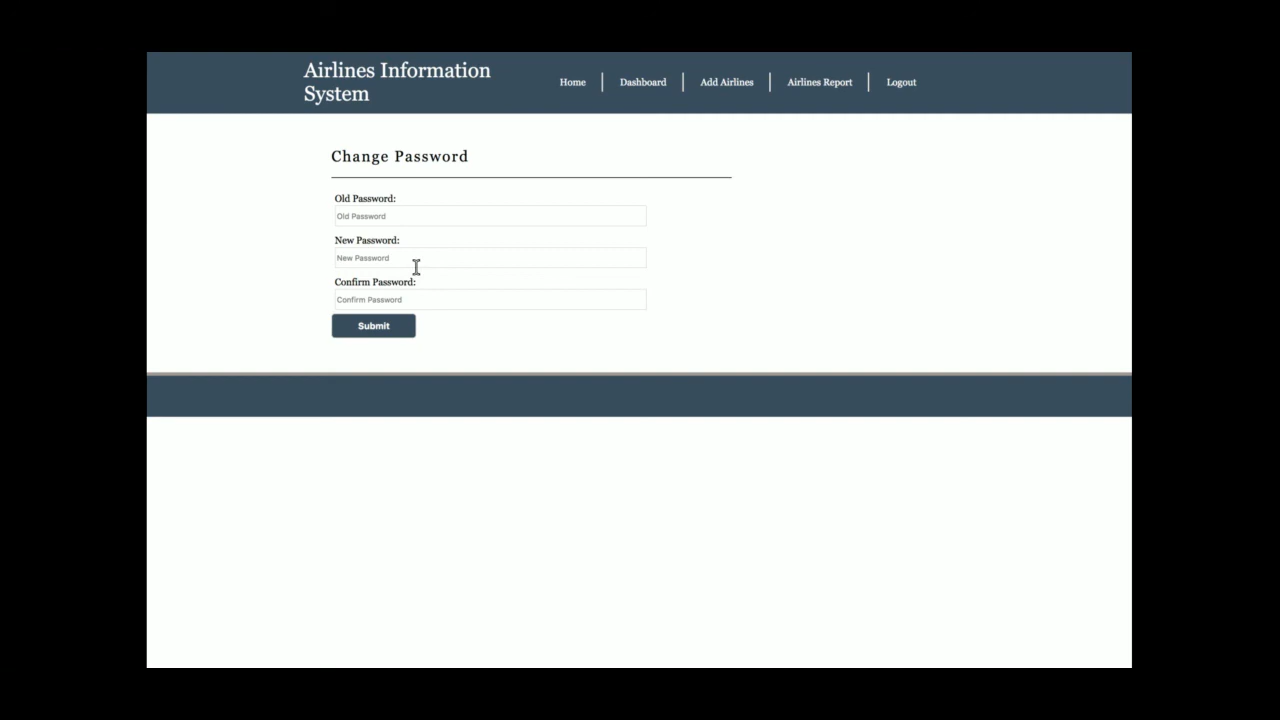 Airlines Information
System
Home
Dashboard
Add Airlines
Airlines Report
Logout
Change Password
Old Password:
Old Password
New Password:
New Password
Confirm Password:
Confirm Password
Submit